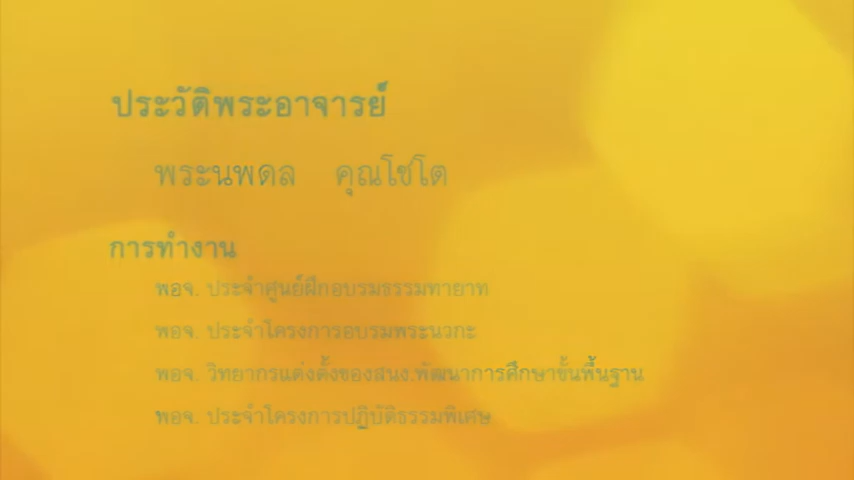 ประวัติพระอาจารย์
พระนพดล คุณโชโต
การทำงาน
พอจ. ประจำศูนย์ฝึกอบรมธรรมทายาท
พอจ. ประจำโครงการอบรมพระนวกะ
พอจ. วิทยากรแต่งตั้งของสนง.พัฒนาการศึกษาขั้นพื้นฐาน
พอจ. ประจำโครงการปฏิบัติธรรมพิเศษ